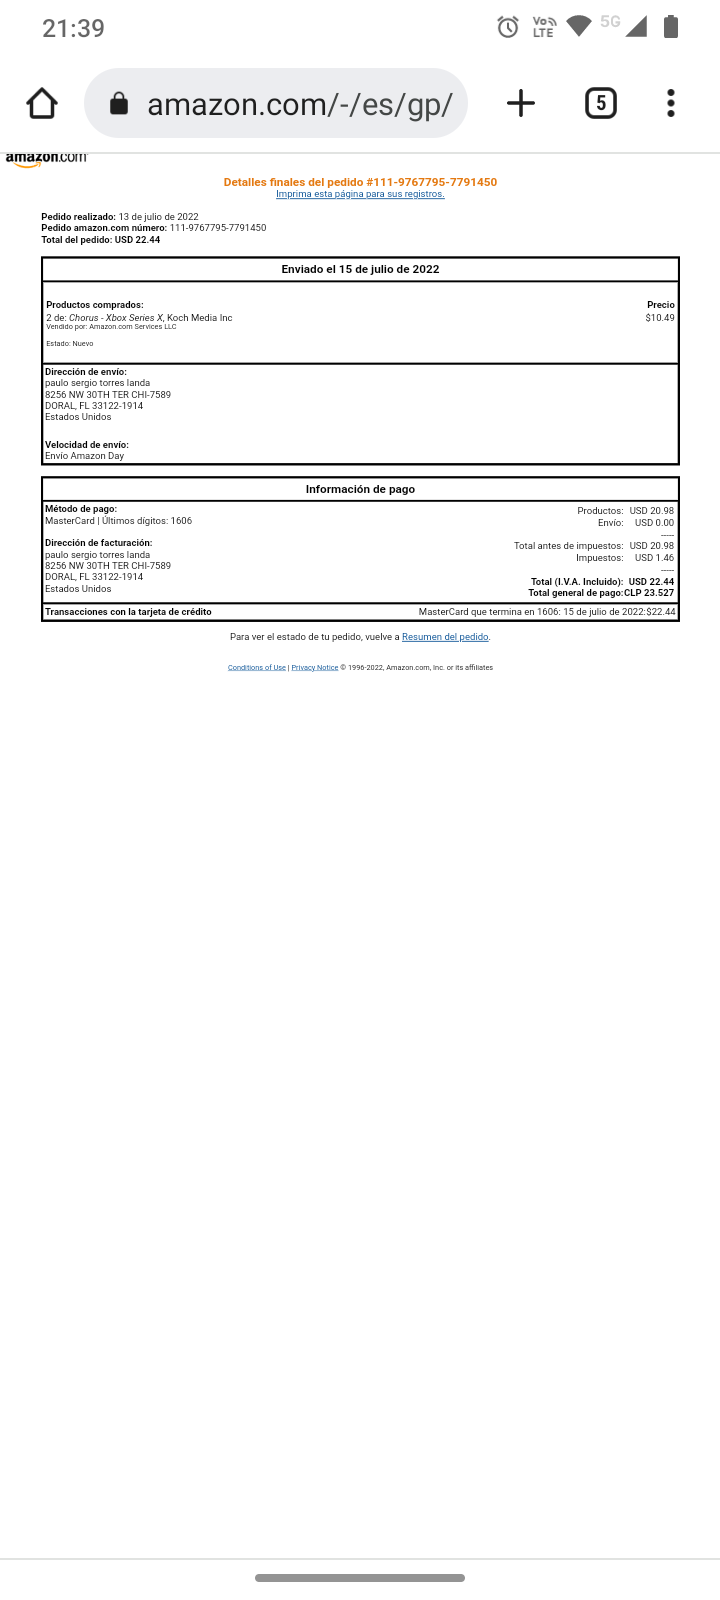 21:39
Vo LTE
5G
amazon.com/-/es/gp/
5
amazon.com
Detalles finales del pedido #111-9767795-7791450
Imprima esta página para sus registros.
Pedido realizado: 13 de julio de 2022
Pedido amazon.com número: 111-9767795-7791450
Total del pedido: USD 22.44
Enviado el 15 de julio de 2022
Productos comprados: Precio
2 de: Chorus - Xbox Series X, Koch Media Inc $10.49
Vendido por: Amazon.com Services LLC
Estado: Nuevo
Dirección de envío:
paulo sergio torres landa
8256 NW 30TH TER CHI-7589
DORAL, FL 33122-1914
Estados Unidos
Velocidad de envío:
Envío Amazon Day
Información de pago
Método de pago:
MasterCard | Últimos dígitos: 1606
Dirección de facturación:
paulo sergio torres landa
8256 NW 30TH TER CHI-7589
DORAL, FL 33122-1914
Estados Unidos
Productos: USD 20.98
Envío: USD 0.00
-----
Total antes de impuestos: USD 20.98
Impuestos: USD 1.46
-----
Total (I.V.A. Incluido): USD 22.44
Total general de pago:CLP 23.527
Transacciones con la tarjeta de crédito MasterCard que termina en 1606: 15 de julio de 2022:$22.44
Para ver el estado de tu pedido, vuelve a Resumen del pedido.
Conditions of Use | Privacy Notice © 1996-2022, Amazon.com, Inc. or its affiliates